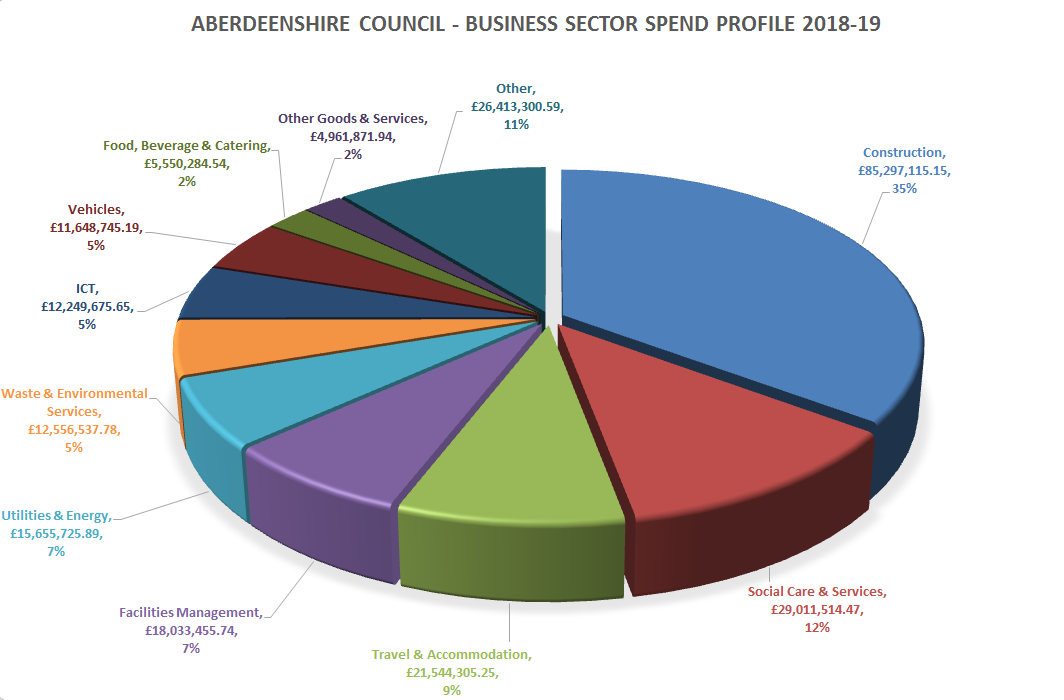 ABERDEENSHIRE COUNCIL - BUSINESS SECTOR SPEND PROFILE 2018-19
Other,
£26,413,300.59,
11%
Other Goods & Services,
£4,961,871.94,
2%
Food, Beverage & Catering,
£5,550,284.54,
2%
Construction,
£85,297,115.15,
35%
Vehicles,
£11,648,745.19,
5%
ICT,
£12,249,675.65,
5%
Waste & Environmental
Services,
£12,556,537.78,
5%
Utilities & Energy,
£15,655,725.89,
7%
Facilities Management,
£18,033,455.74,
7%
Travel & Accommodation,
£21,544,305.25,
9%
Social Care & Services,
£29,011,514.47,
12%